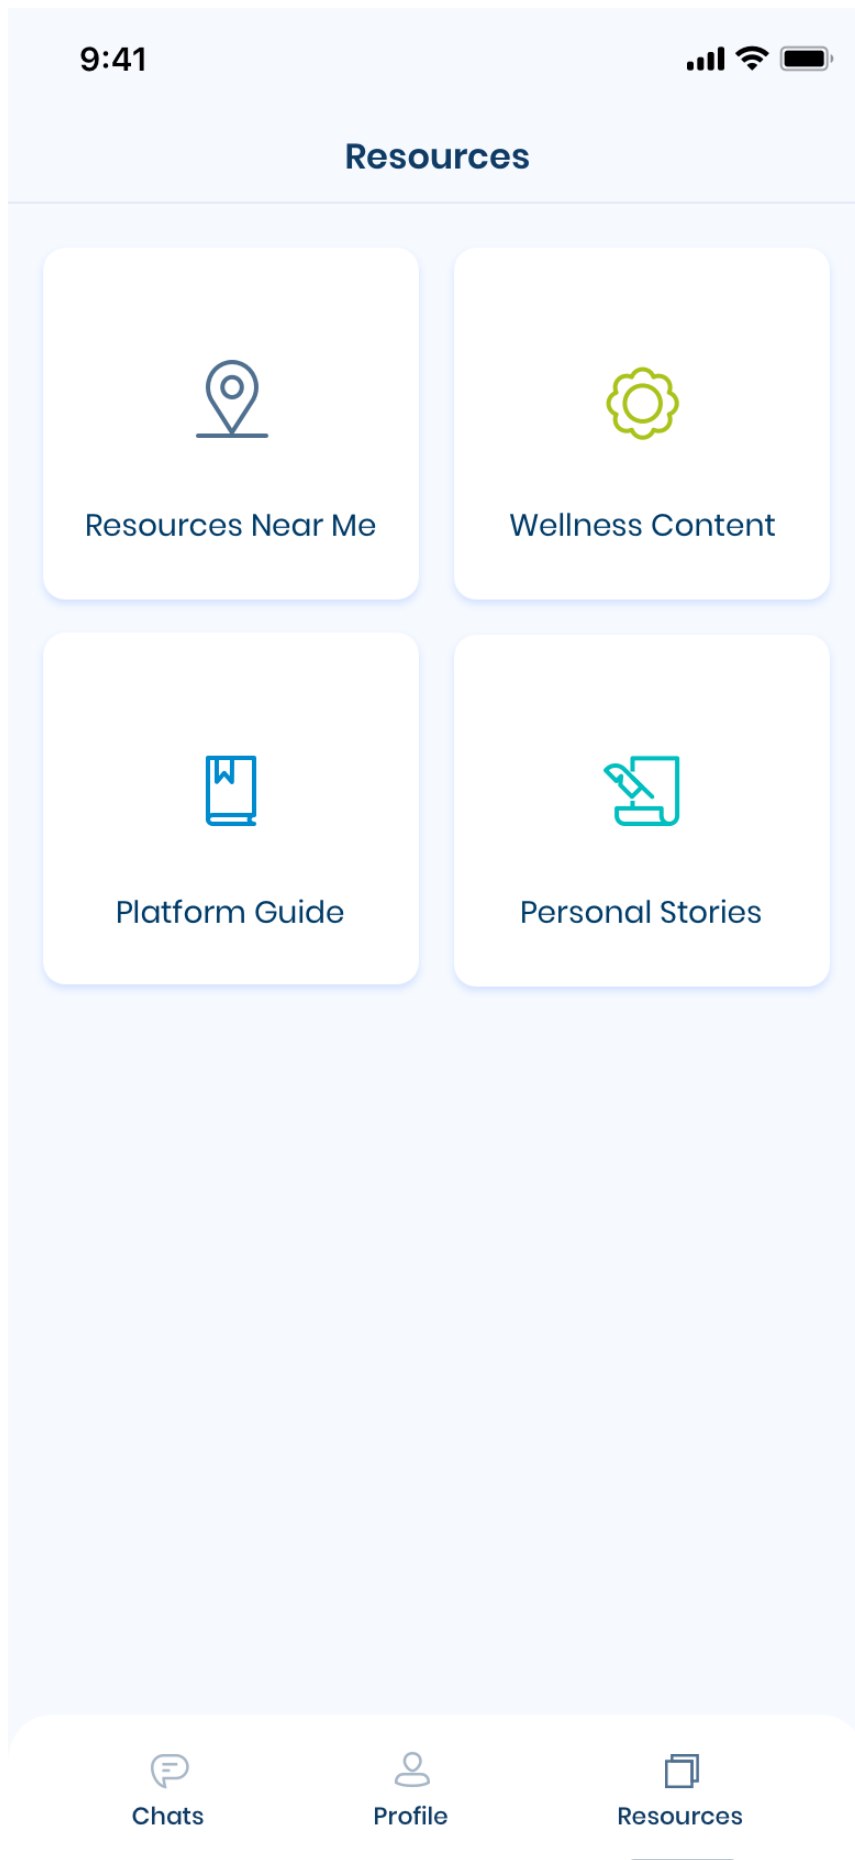 9:41
Resources
Resources Near Me
Wellness Content
Platform Guide
Personal Stories
Chats
Profile
Resources